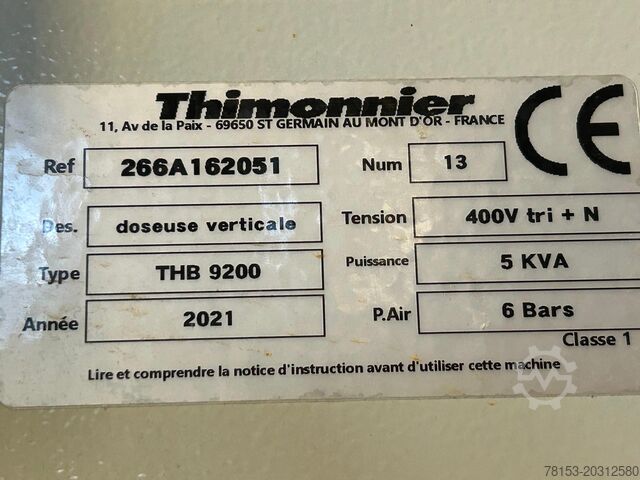 Thimonnier
11, Av de la Paix - 69650 ST GERMAIN AU MONT D'OR - FRANCE
CE
Ref 266A162051 Num 13
Des. doseuse verticale Tension 400V tri + N
Type THB 9200 Puissance 5 KVA
Année 2021 P.Air 6 Bars
Classe 1
Lire et comprendre la notice d'instruction avant d'utiliser cette machine
78153-20312580